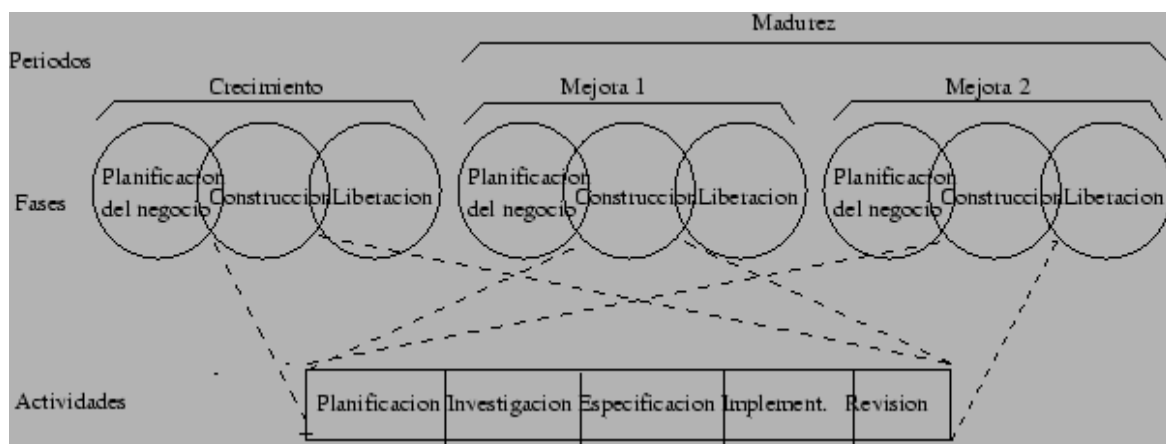 Madurez
Periodos
Crecimiento
Mejora 1
Mejora 2
Fases
Planificacion
del negocio
Construccion
Liberacion
Planificacion
del negocio
Construccion
Liberacion
Planificacion
del negocio
Construccion
Liberacion
Actividades
Planificacion
Investigacion
Especificacion
Implement.
Revision